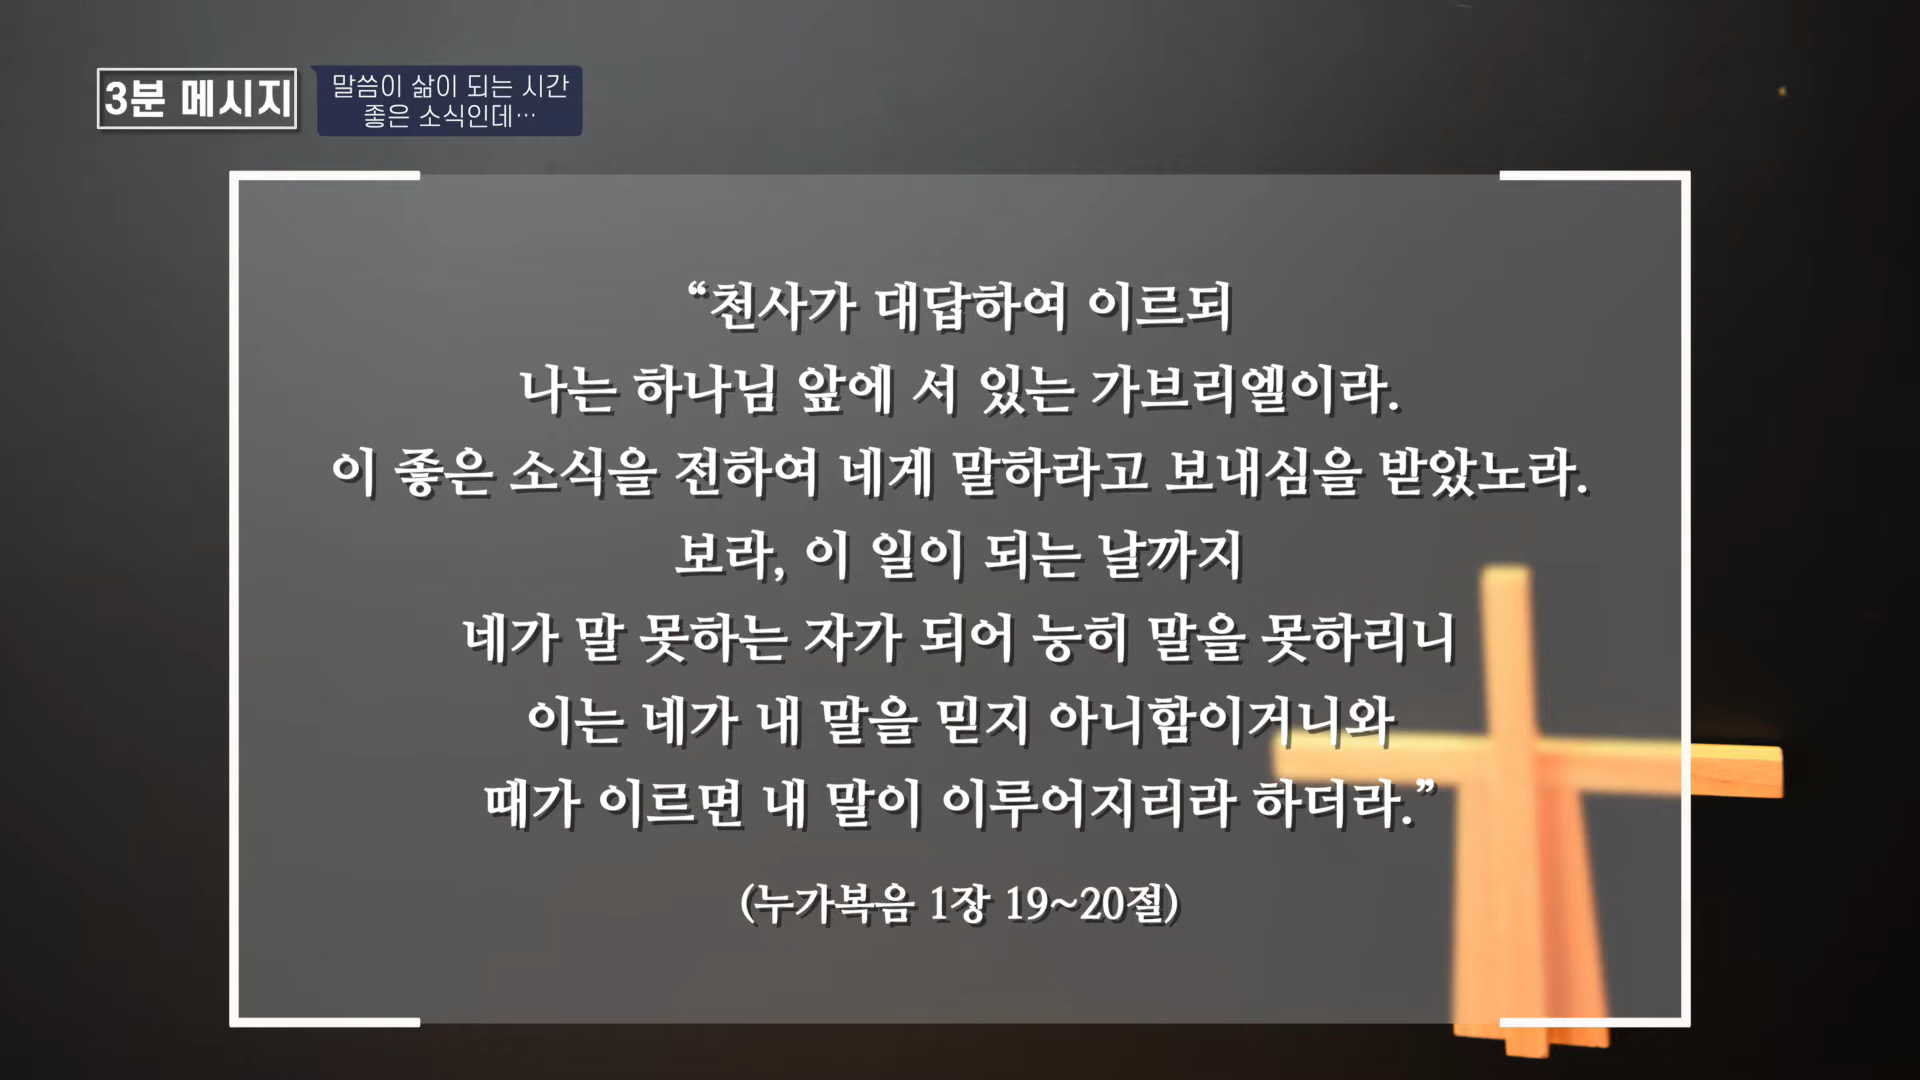 3분 메시지
말씀이 삶이 되는 시간
좋은 소식인데…
“천사가 대답하여 이르되
나는 하나님 앞에 서 있는 가브리엘이라.
이 좋은 소식을 전하여 네게 말하라고 보내심을 받았노라.
보라, 이 일이 되는 날까지
네가 말 못하는 자가 되어 능히 말을 못하리니
이는 네가 내 말을 믿지 아니함이거니와
때가 이르면 내 말이 이루어지리라 하더라.”
(누가복음 1장 19~20절)